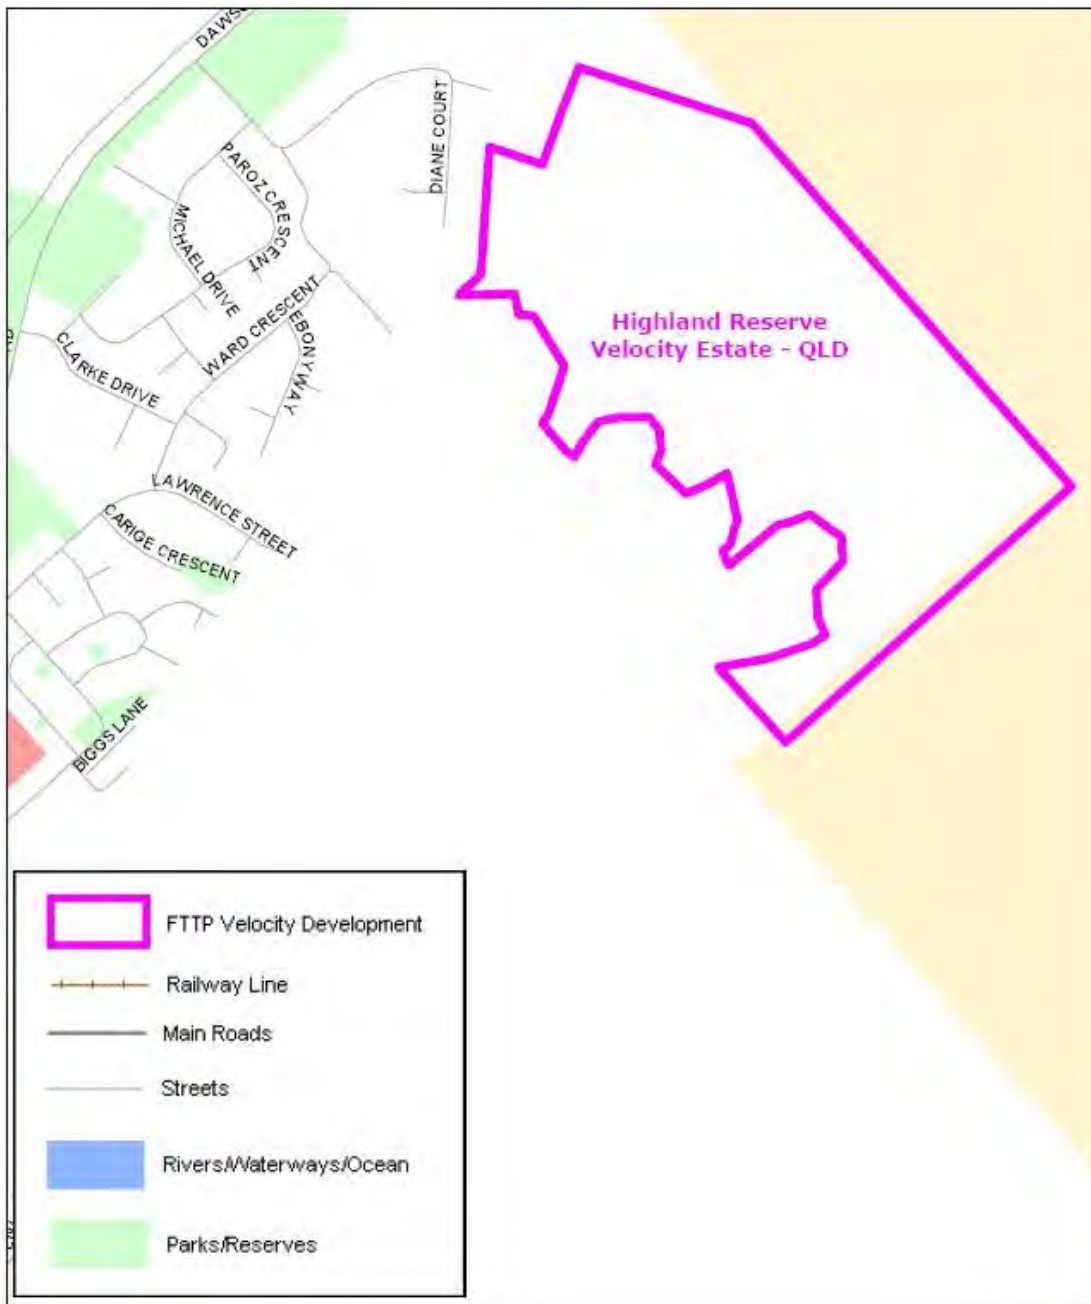 DIANE COURT
PAROZ CRESCENT
MICHAEL DRIVE
WARD CRESCENT
EBONY WAY
CLARKE DRIVE
LAWRENCE STREET
CARIGE CRESCENT
BIGGS LANE
Highland Reserve
Velocity Estate - QLD
FTTP Velocity Development
Railway Line
Main Roads
Streets
Rivers/Waterways/Ocean
Parks/Reserves